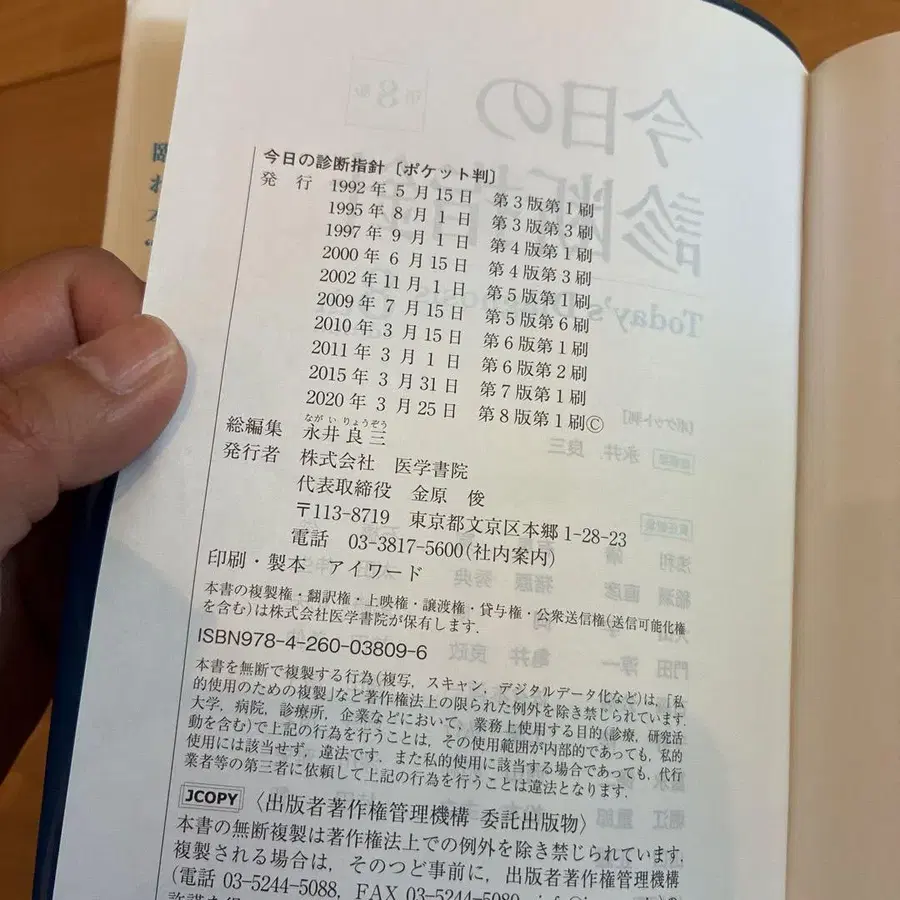 今日の診断指針〔ポケット判〕
発　行　1992年 5月15日　第3版第1刷
1995年 8月 1日　第3版第3刷
1997年 9月 1日　第4版第1刷
2000年 6月15日　第4版第3刷
2002年11月 1日　第5版第1刷
2009年 7月15日　第5版第6刷
2010年 3月15日　第6版第1刷
2011年 3月 1日　第6版第2刷
2015年 3月31日　第7版第1刷
2020年 3月25日　第8版第1刷Ⓒ
ながいりょうぞう
総編集　永井良三
発行者　株式会社　医学書院
代表取締役　金原　俊
〒113-8719　東京都文京区本郷1-28-23
電話　03-3817-5600(社内案内)
印刷・製本　アイワード
本書の複製権・翻訳権・上映権・譲渡権・貸与権・公衆送信権(送信可能化権
を含む)は株式会社医学書院が保有します.
ISBN978-4-260-03809-6
本書を無断で複製する行為(複写, スキャン, デジタルデータ化など)は,「私
的使用のための複製」など著作権法上の限られた例外を除き禁じられています.
大学, 病院, 診療所, 企業などにおいて, 業務上使用する目的(診療, 研究活
動を含む)で上記の行為を行うことは, その使用範囲が内部的であっても, 私的
使用には該当せず, 違法です. また私的使用に該当する場合であっても, 代行
業者等の第三者に依頼して上記の行為を行うことは違法となります.
JCOPY〈出版者著作権管理機構 委託出版物〉
本書の無断複製は著作権法上での例外を除き禁じられています.
複製される場合は, そのつど事前に, 出版者著作権管理機構
(電話 03-5244-5088, FAX 03-5244-5089,